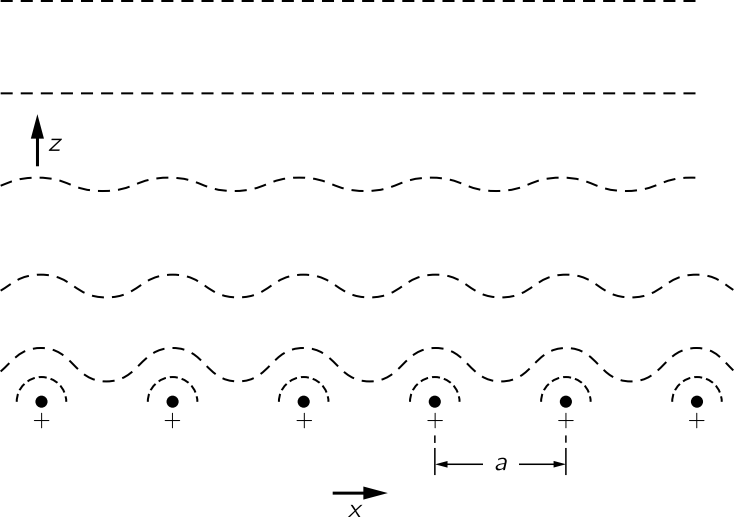 z
+ + + + + +
a
x